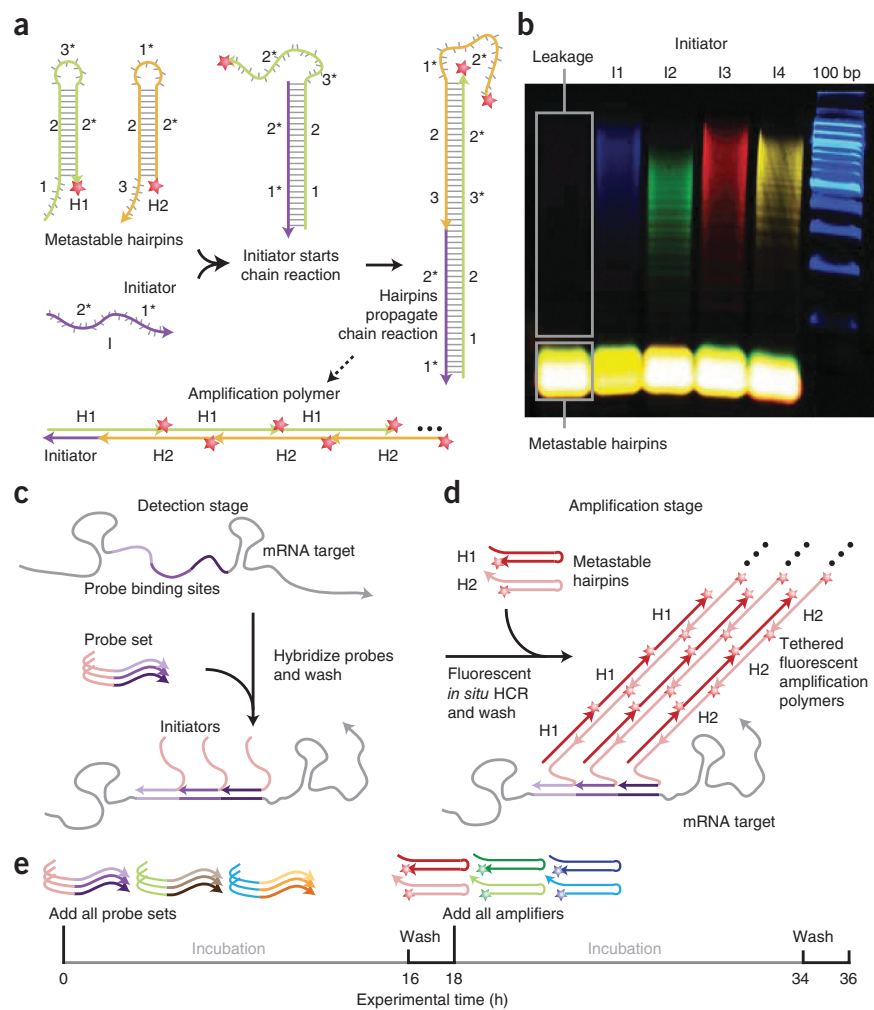 a
3*
1*
2
2*
2
2*
1
H1
3
H2
Metastable hairpins
Initiator
2*
1*
I
2*
3*
2*
2
1*
1
Initiator starts
chain reaction
1*
2*
2
2*
3
3*
2*
2
Hairpins
propagate
chain reaction
1
1*
Amplification polymer
H1
H1
H1
Initiator
H2
H2
H2
b
Initiator
Leakage
I1
I2
I3
I4
100 bp
Metastable hairpins
c
Detection stage
mRNA target
Probe binding sites
Probe set
Hybridize probes
and wash
Initiators
d
Amplification stage
H1
H2
Metastable
hairpins
Fluorescent
in situ HCR
and wash
H1
H1
H1
H2
H2
H2
Tethered
fluorescent
amplification
polymers
mRNA target
e
Add all probe sets
Add all amplifiers
Incubation
Wash
Incubation
Wash
0
16
18
34
36
Experimental time (h)